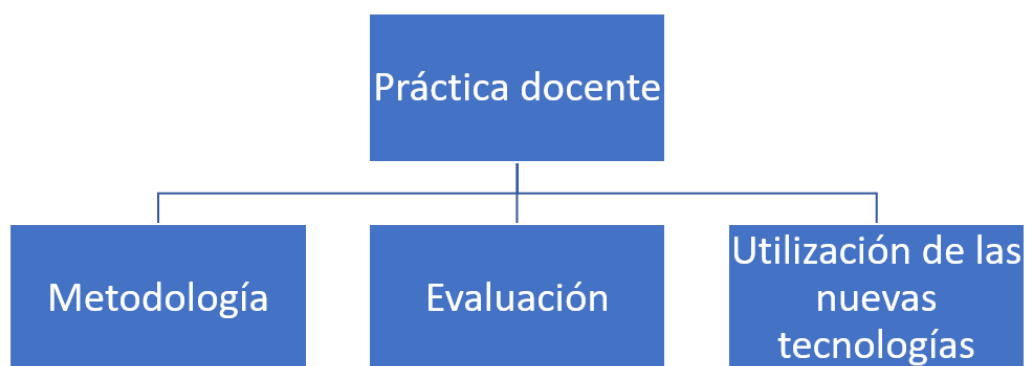 Práctica docente
Metodología
Evaluación
Utilización de las
nuevas
tecnologías